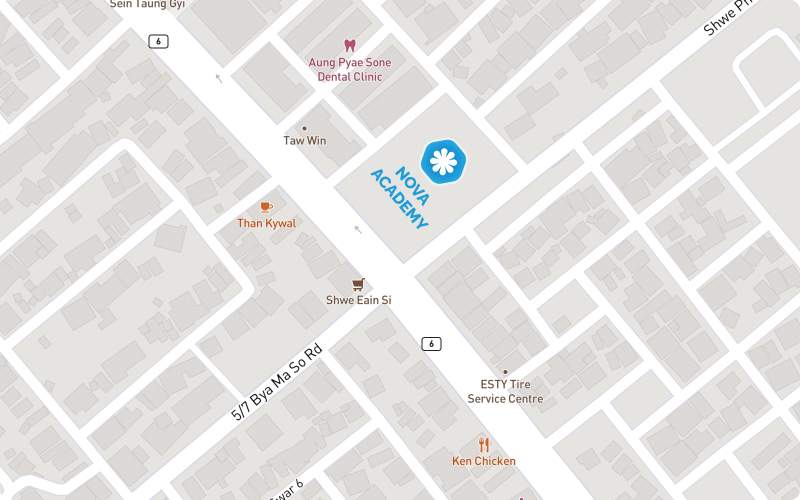 Sein Taung Gyi
6
Shwe
Aung Pyae Sone
Dental Clinic
Taw Win
NOVA
ACADEMY
Than Kywal
Shwe Eain Si
6
5/7 Bya Ma So Rd
ESTY Tire
Service Centre
Ken Chicken
6